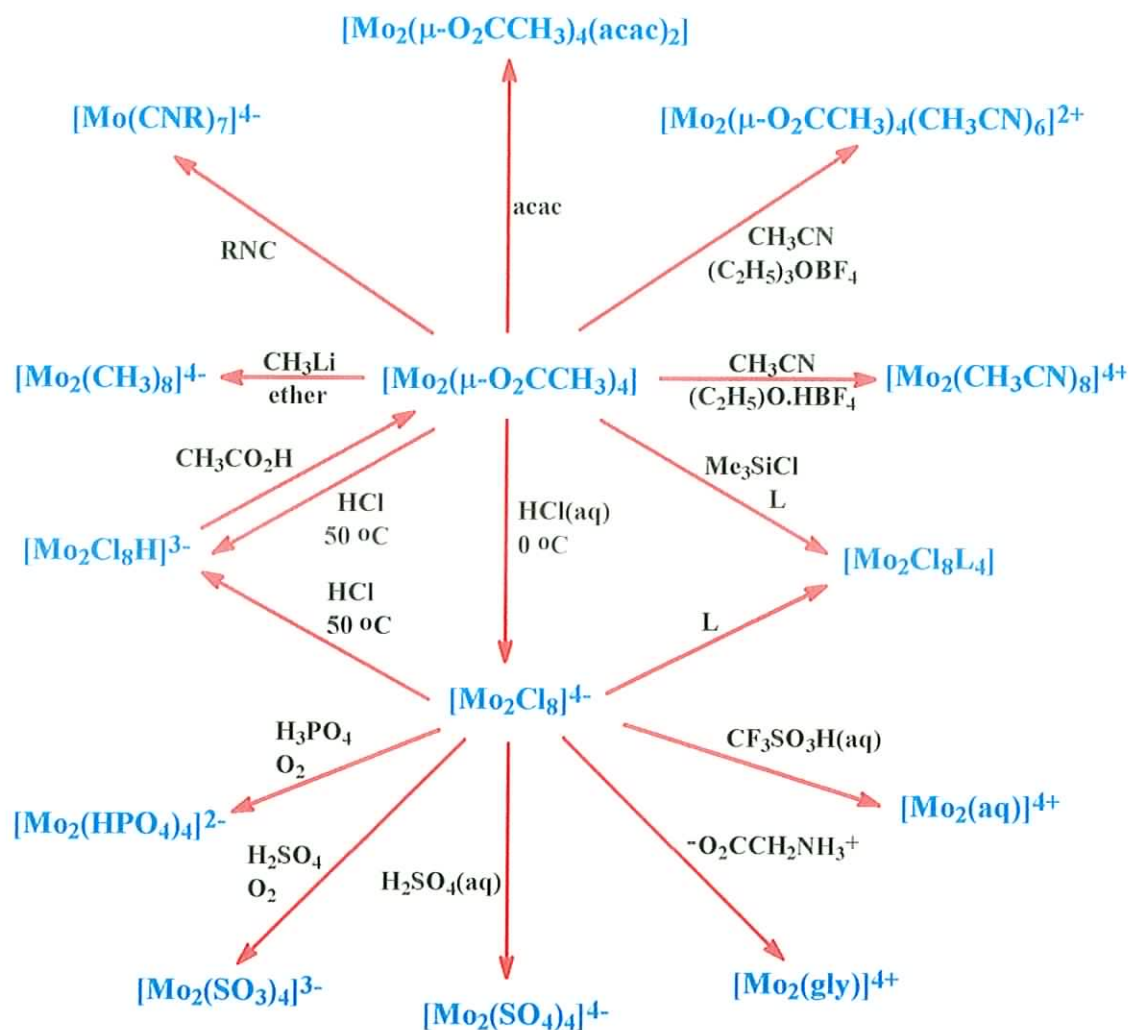 [Mo₂(μ-O₂CCH₃)₄(acac)₂]
[Mo(CNR)₇]⁴⁻
[Mo₂(μ-O₂CCH₃)₄(CH₃CN)₆]²⁺
acac
RNC
CH₃CN
(C₂H₅)₃OBF₄
[Mo₂(CH₃)₈]⁴⁻
CH₃Li
ether
[Mo₂(μ-O₂CCH₃)₄]
CH₃CN
(C₂H₅)O.HBF₄
[Mo₂(CH₃CN)₈]⁴⁺
CH₃CO₂H
HCl
50 ºC
HCl(aq)
0 ºC
Me₃SiCl
L
[Mo₂Cl₈H]³⁻
[Mo₂Cl₈L₄]
HCl
50 ºC
L
[Mo₂Cl₈]⁴⁻
H₃PO₄
O₂
CF₃SO₃H(aq)
[Mo₂(HPO₄)₄]²⁻
[Mo₂(aq)]⁴⁺
H₂SO₄
O₂
H₂SO₄(aq)
⁻O₂CCH₂NH₃⁺
[Mo₂(SO₃)₄]³⁻
[Mo₂(SO₄)₄]⁴⁻
[Mo₂(gly)]⁴⁺